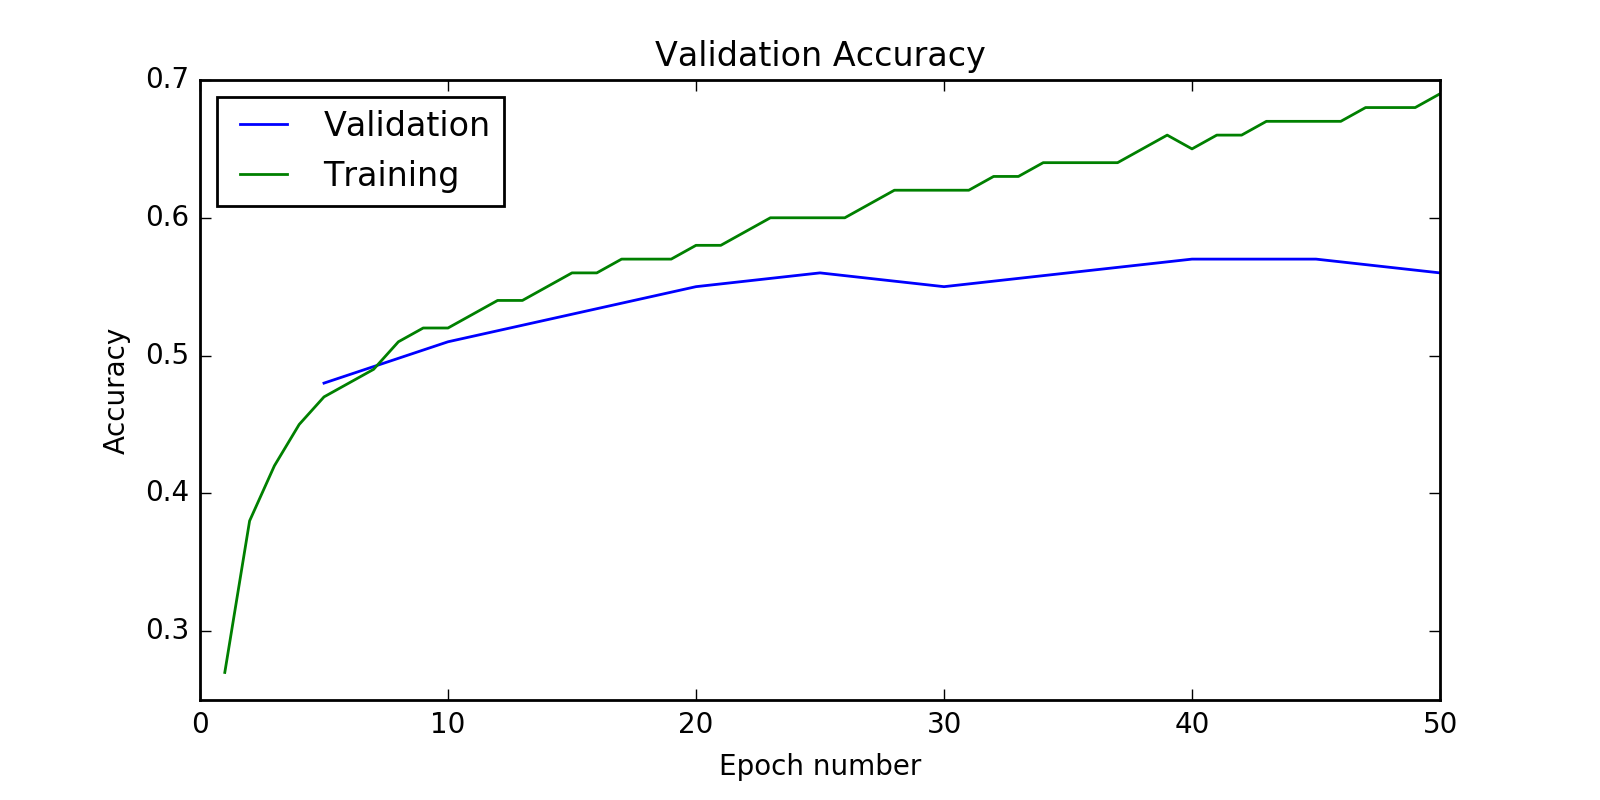 Validation Accuracy
0.7
Validation
Training
0.6
0.5
0.4
0.3
Accuracy
0 10 20 30 40 50
Epoch number